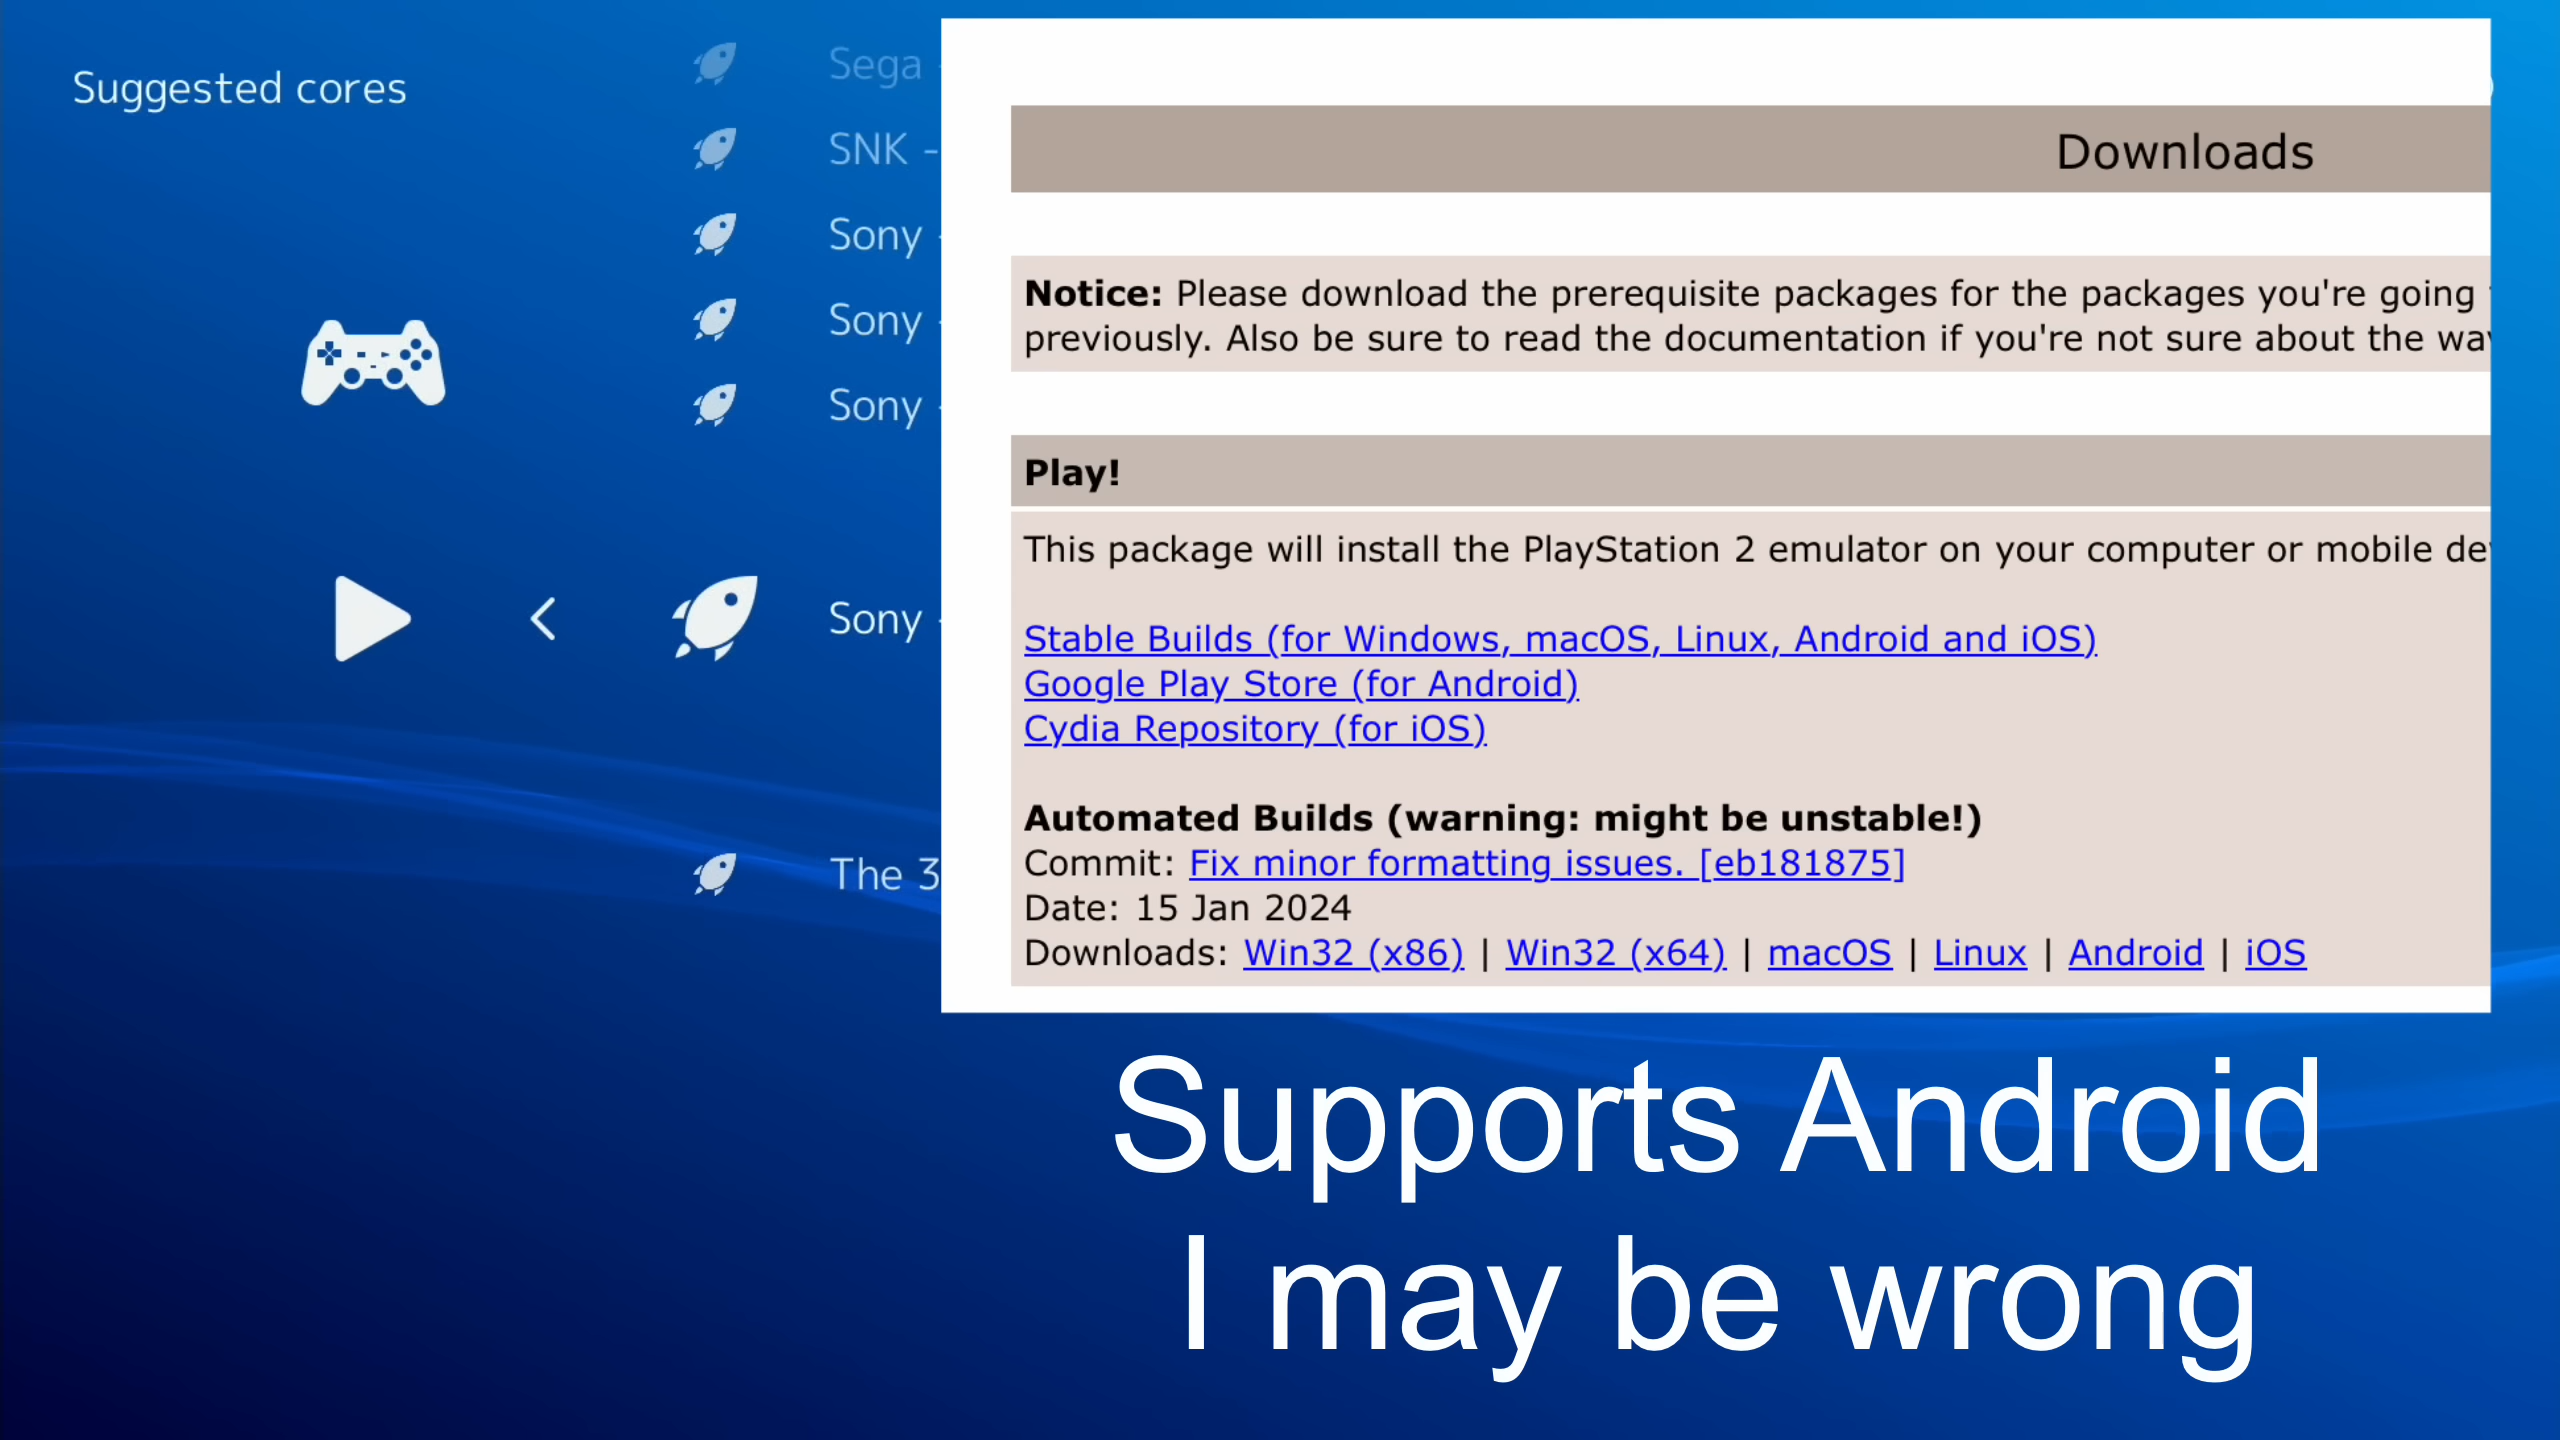 Suggested cores
Sega
SNK -
Sony
Sony
Sony
Sony
The 3
Downloads
Notice: Please download the prerequisite packages for the packages you're going
previously. Also be sure to read the documentation if you're not sure about the
Play!
This package will install the PlayStation 2 emulator on your computer or mobile
Stable Builds (for Windows, macOS, Linux, Android and iOS)
Google Play Store (for Android)
Cydia Repository (for iOS)
Automated Builds (warning: might be unstable!)
Commit: Fix minor formatting issues. [eb181875]
Date: 15 Jan 2024
Downloads: Win32 (x86) | Win32 (x64) | macOS | Linux | Android | iOS
Supports Android
I may be wrong